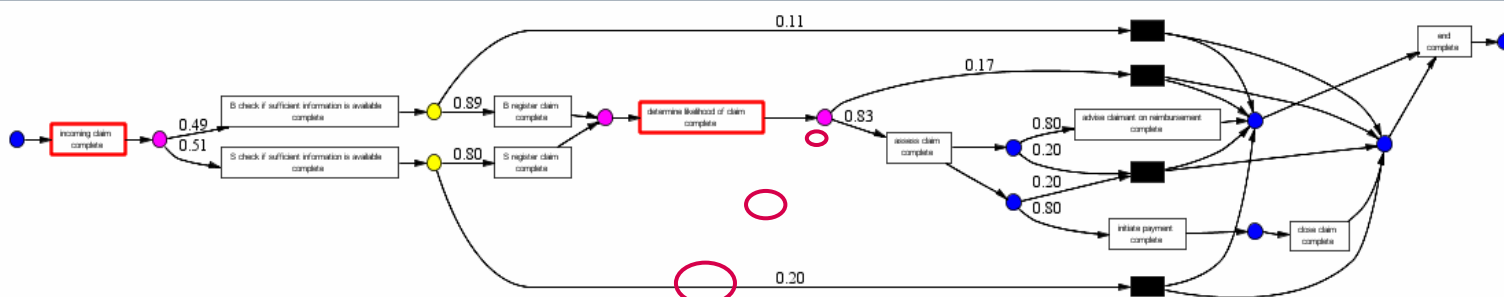 0.11
end
complete
0.17
B check if sufficient information is available
complete
0.89
B register claim
complete
determine likelihood of claim
complete
0.83
0.80
advise claimant on reimbursement
complete
incoming claim
complete
0.49
0.51
assess claim
complete
0.20
S check if sufficient information is available
complete
0.80
S register claim
complete
0.20
0.80
initiate payment
complete
close claim
complete
0.20